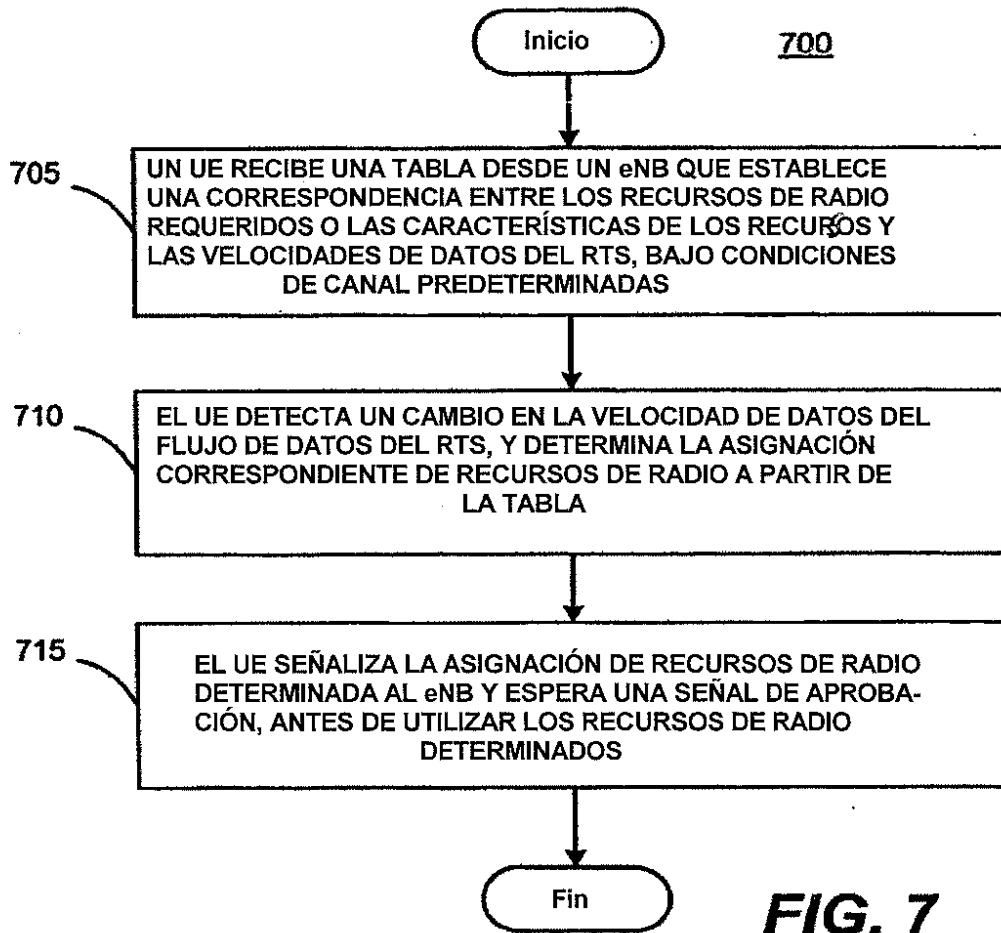 Inicio
700
705
UN UE RECIBE UNA TABLA DESDE UN eNB QUE ESTABLECE
UNA CORRESPONDENCIA ENTRE LOS RECURSOS DE RADIO
REQUERIDOS O LAS CARACTERÍSTICAS DE LOS RECURSOS Y
LAS VELOCIDADES DE DATOS DEL RTS, BAJO CONDICIONES
DE CANAL PREDETERMINADAS
710
EL UE DETECTA UN CAMBIO EN LA VELOCIDAD DE DATOS DEL
FLUJO DE DATOS DEL RTS, Y DETERMINA LA ASIGNACIÓN
CORRESPONDIENTE DE RECURSOS DE RADIO A PARTIR DE
LA TABLA
715
EL UE SEÑALIZA LA ASIGNACIÓN DE RECURSOS DE RADIO
DETERMINADA AL eNB Y ESPERA UNA SEÑAL DE APROBA-
CIÓN, ANTES DE UTILIZAR LOS RECURSOS DE RADIO
DETERMINADOS
Fin
FIG. 7